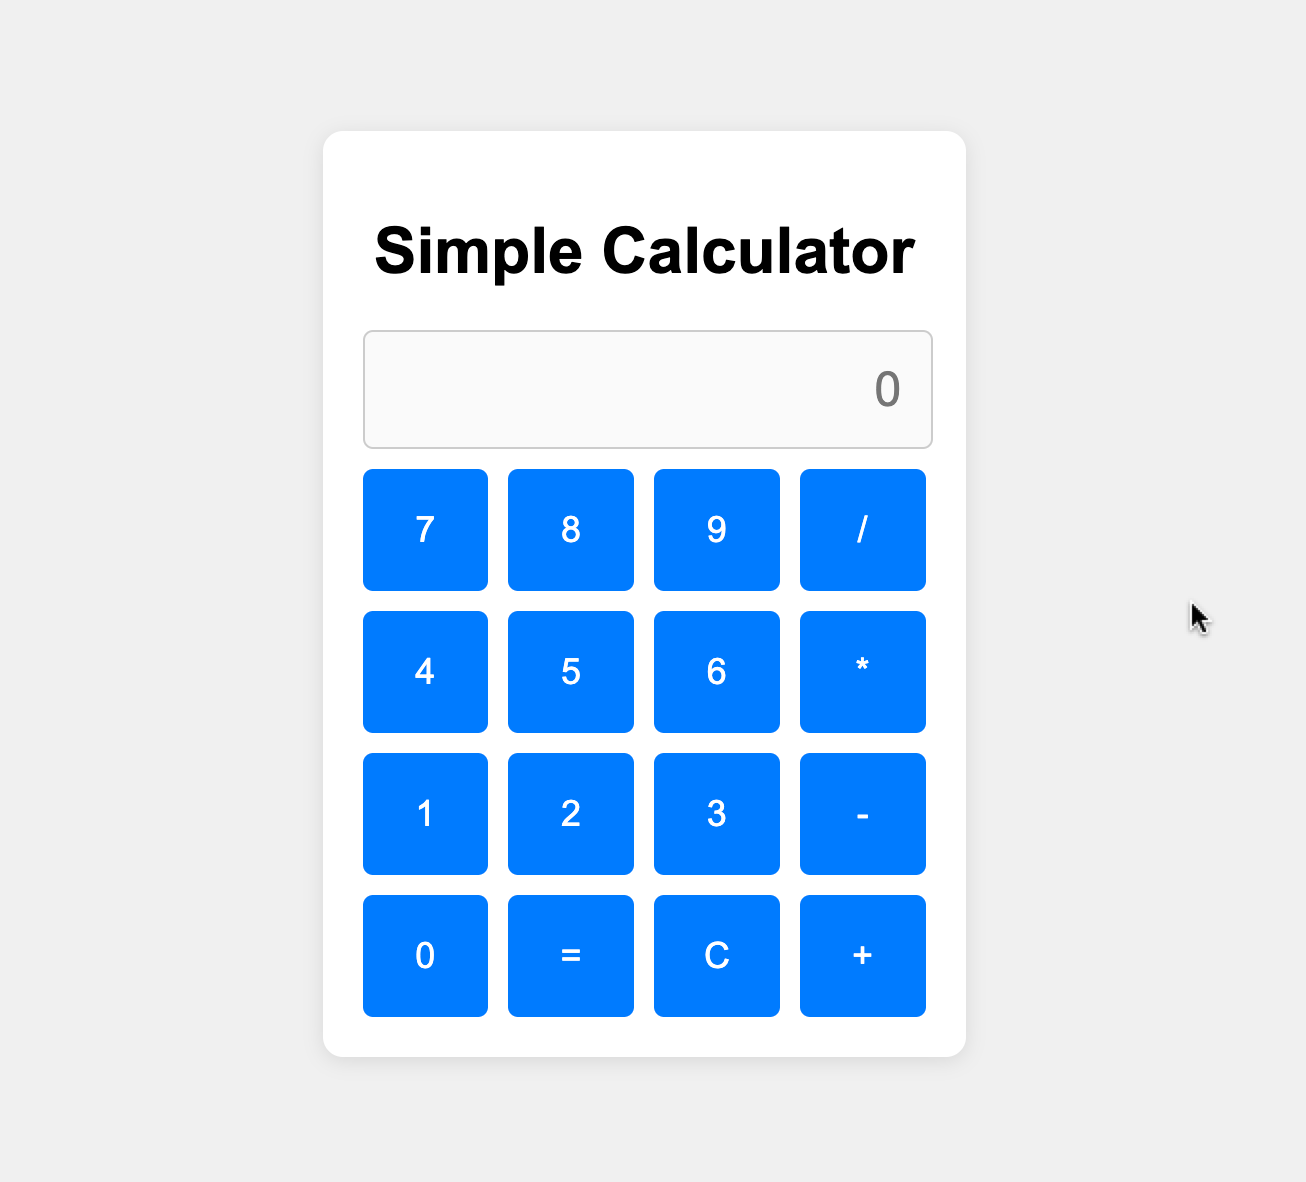 Simple Calculator
0
7 8 9 /
4 5 6 *
1 2 3 -
0 = C +